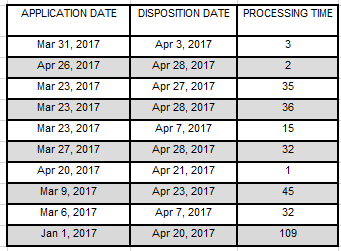 APPLICATION DATE DISPOSITION DATE PROCESSING TIME
Mar 31, 2017 Apr 3, 2017 3
Apr 26, 2017 Apr 28, 2017 2
Mar 23, 2017 Apr 27, 2017 35
Mar 23, 2017 Apr 28, 2017 36
Mar 23, 2017 Apr 7, 2017 15
Mar 27, 2017 Apr 28, 2017 32
Apr 20, 2017 Apr 21, 2017 1
Mar 9, 2017 Apr 23, 2017 45
Mar 6, 2017 Apr 7, 2017 32
Jan 1, 2017 Apr 20, 2017 109